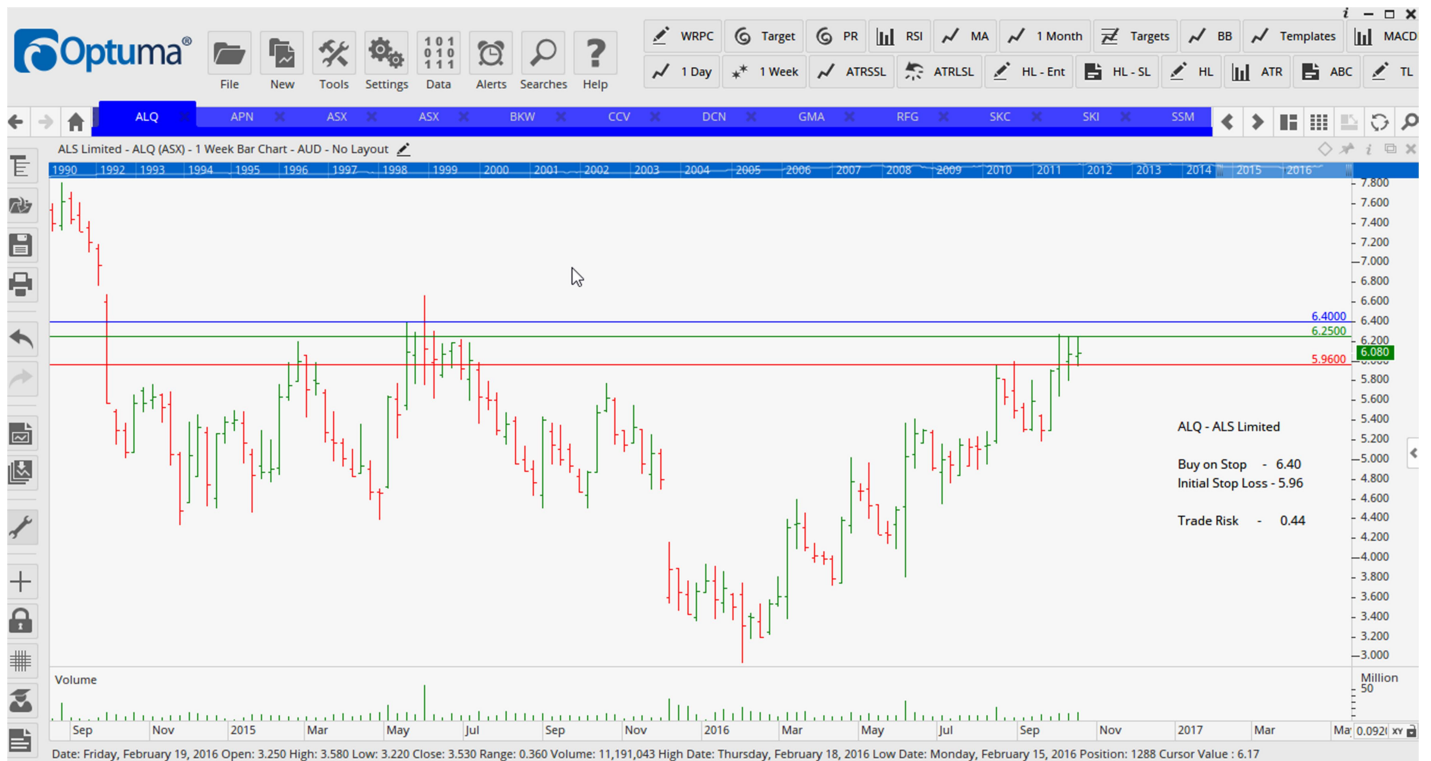 i
Optuma®
File New Tools Settings Data Alerts Searches Help
WRPC Target PR RSI MA 1 Month Targets BB Templates MACD
1 Day 1 Week ATRSSL ATRLSL HL - Ent HL - SL HL ATR ABC TL
ALQ APN ASX ASX BKW CCV DCN GMA RFG SKC SKI SSM
ALS Limited - ALQ (ASX) - 1 Week Bar Chart - AUD - No Layout
1990 1992 1993 1994 1995 1996 1997 1998 1999 2000 2001 2002 2003 2004 2005 2006 2007 2008 2009 2010 2011 2012 2013 2014 2015 2016
7.800
7.600
7.400
7.200
7.000
6.800
6.600
6.4000 6.400
6.2500
6.200
6.080
5.9600 6.000
5.800
5.600
5.400
5.200
5.000
4.800
4.600
4.400
4.200
4.000
3.800
3.600
3.400
3.200
3.000
ALQ - ALS Limited
Buy on Stop - 6.40
Initial Stop Loss - 5.96
Trade Risk - 0.44
Volume Million
50
Sep Nov 2015 Mar May Jul Sep Nov 2016 Mar May Jul Sep Nov 2017 Mar May 0.092 XY
Date: Friday, February 19, 2016 Open: 3.250 High: 3.580 Low: 3.220 Close: 3.530 Range: 0.360 Volume: 11,191,043 High Date: Thursday, February 18, 2016 Low Date: Monday, February 15, 2016 Position: 1288 Cursor Value : 6.17